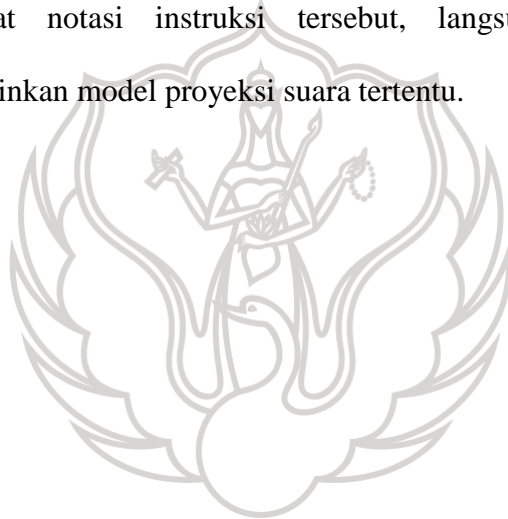 at notasi instruksi tersebut, langsu
inkan model proyeksi suara tertentu.